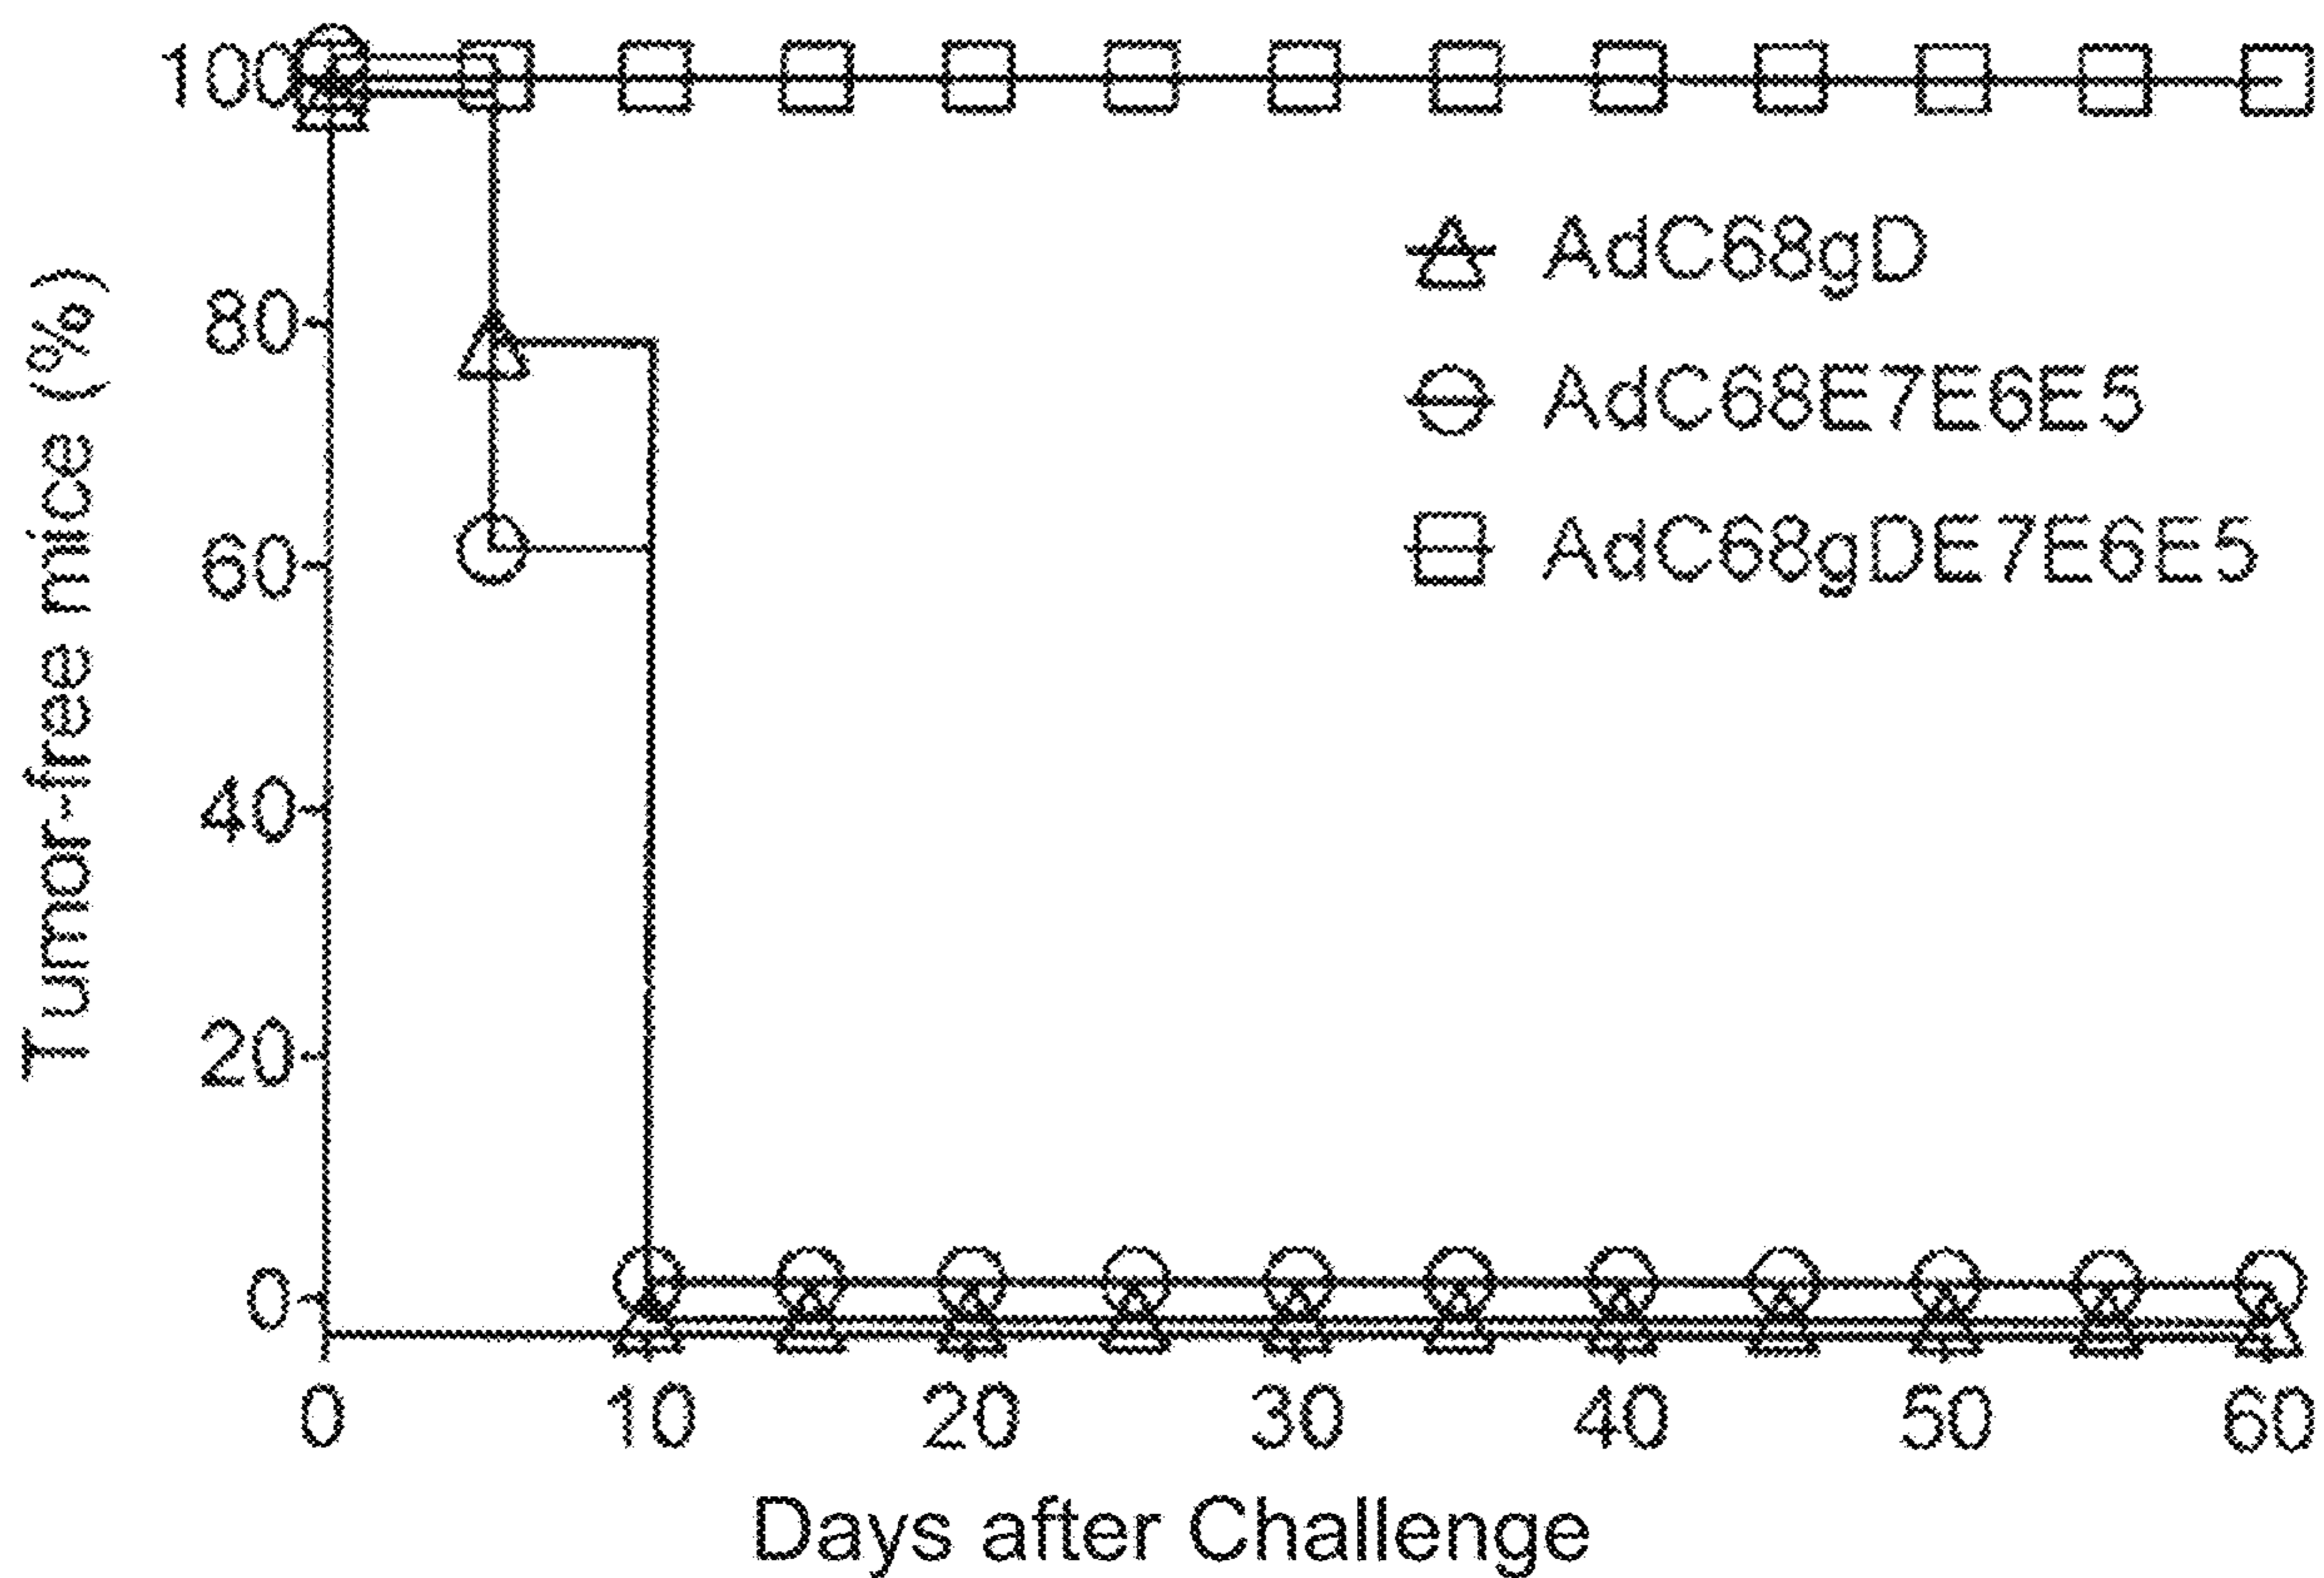 Tumor-free mice (%)
100
80
60
40
20
0
AdC68gD
AdC68E7E6E5
AdC68gDE7E6E5
0 10 20 30 40 50 60
Days after Challenge